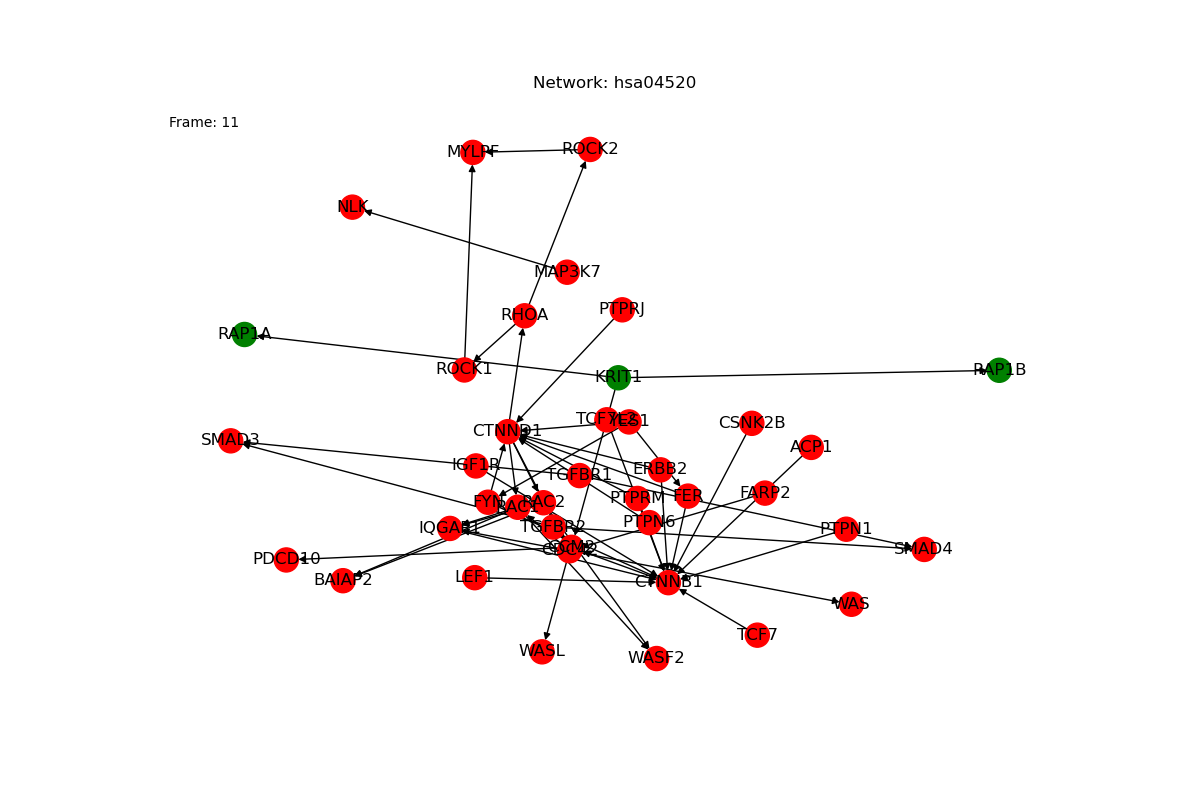 Network: hsa04520
Frame: 11
MYLPF
ROCK2
NLK
MAP3K7
RHOA
PTPRJ
RAP1A
ROCK1
KRIT1
RAP1B
CTNND1
YES1
CSNK2B
SMAD3
ACP1
IGF1R
TGFBR1
ERBB2
FYN
RAC1
RAC2
PTPRM
FER
FARP2
IQGAP1
TGFBR2
PTPN6
PTPN1
SMAD4
PDCD10
BAIAP2
LEF1
CTNNB1
WAS
TCF7
WASL
WASF2